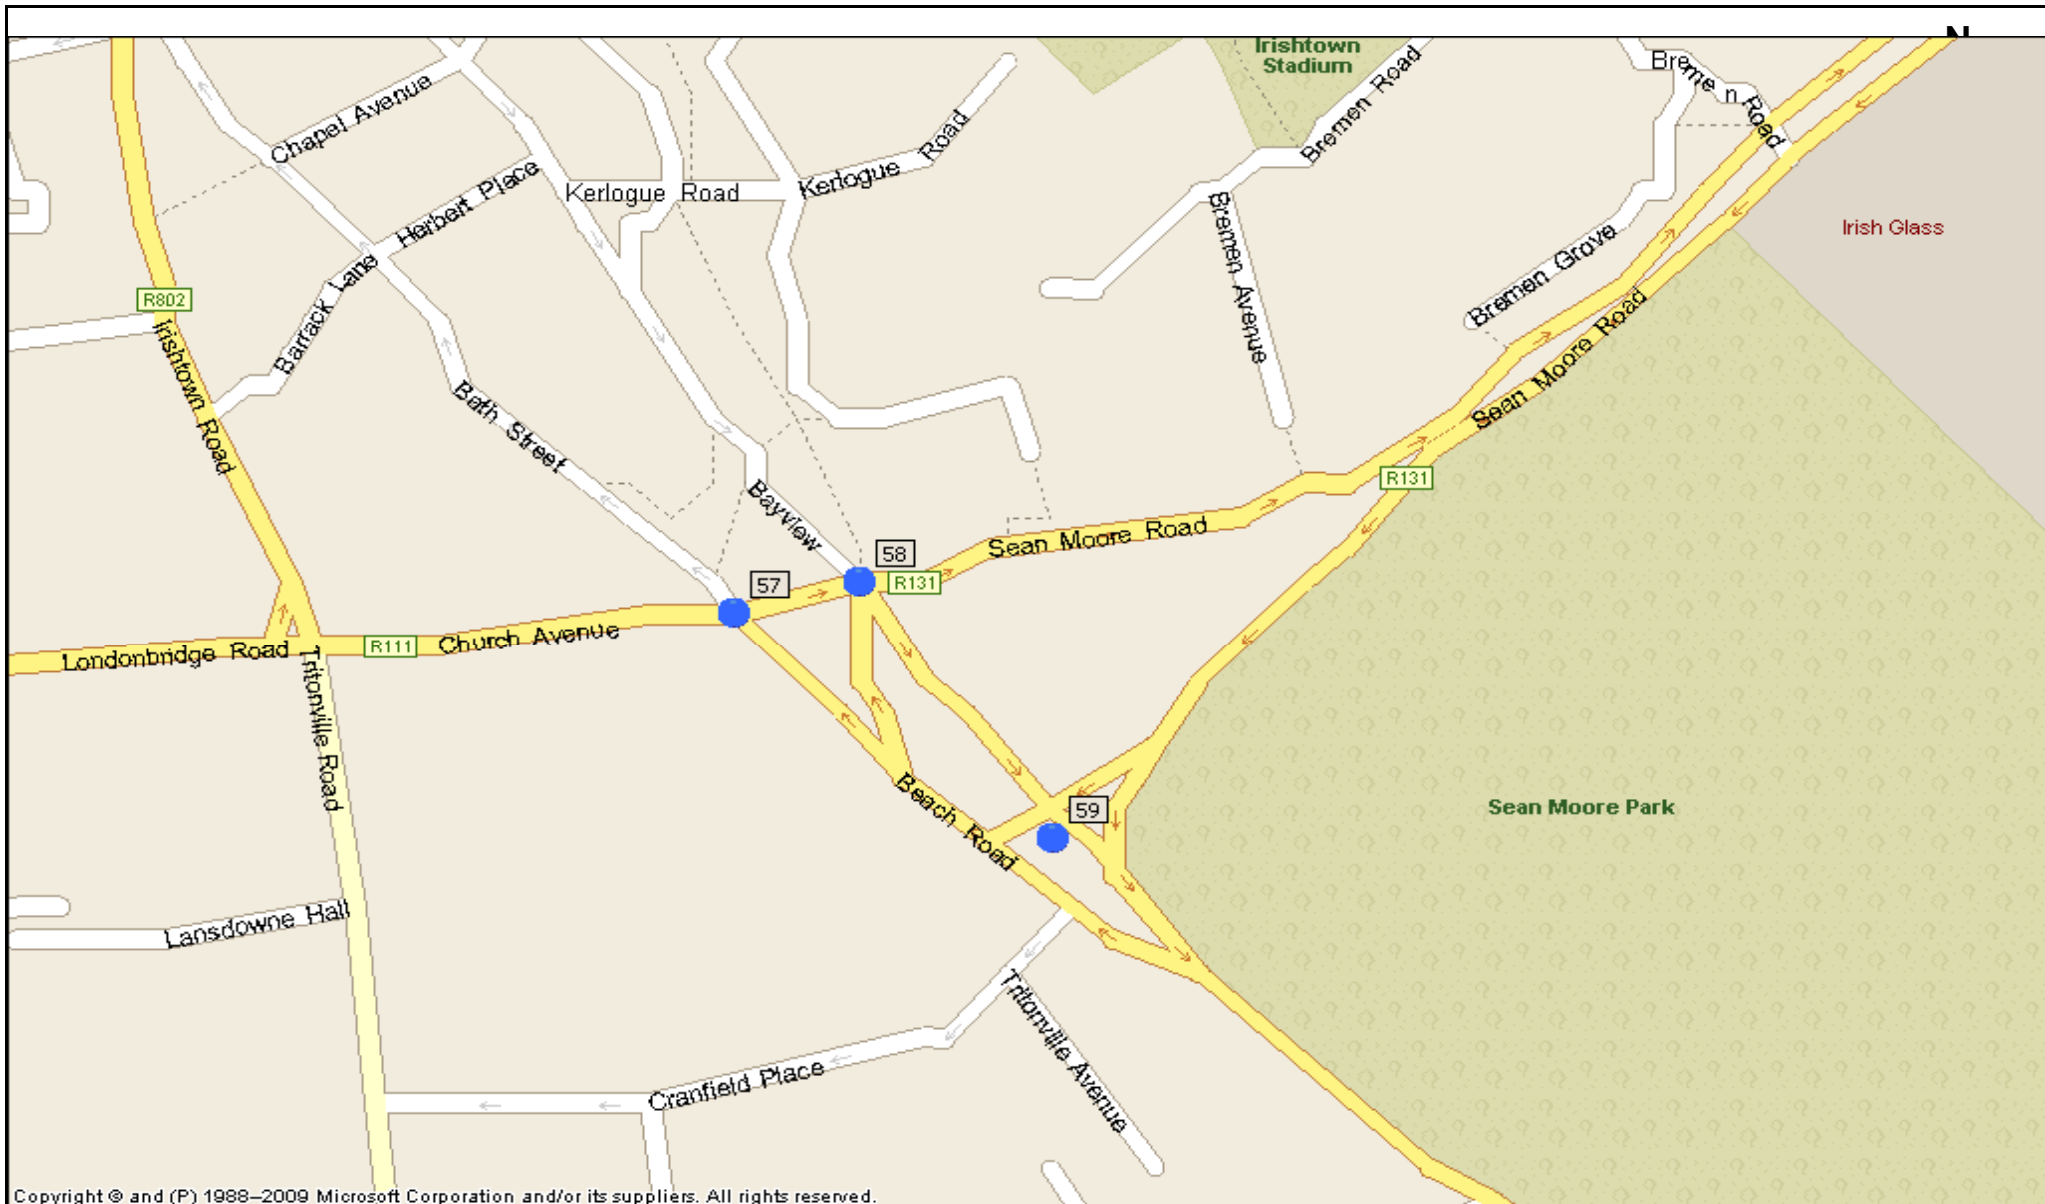 N
Irishtown
Stadium
Bremen Road
Bremen Road
Chapel Avenue
Herbert Place
Kerlogue Road
Kerlogue Road
Bremen Avenue
Bremen Grove
Irish Glass
Barrack Lane
R802
Irishtown Road
Bath Street
Sean Moore Road
R131
Bayview
58
Sean Moore Road
57
R131
Londonbridge Road
R111
Church Avenue
Tritonville Road
Beach Road
59
Sean Moore Park
Lansdowne Hall
Tritonville Avenue
Cranfield Place
Copyright © and (P) 1988–2009 Microsoft Corporation and/or its suppliers. All rights reserved.